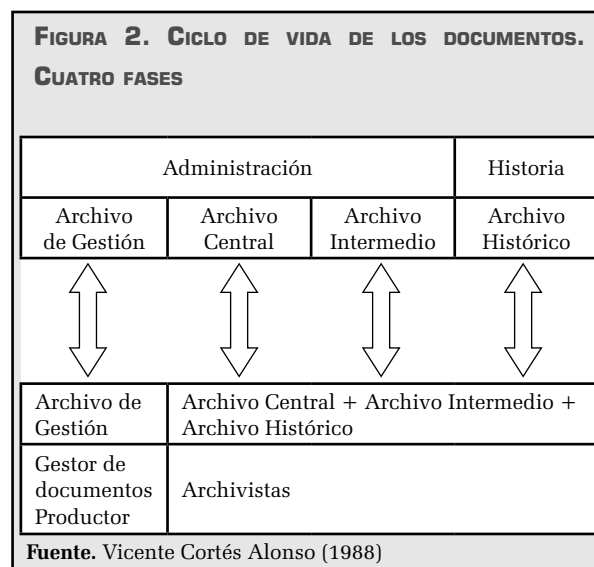 FIGURA 2. CICLO DE VIDA DE LOS DOCUMENTOS.
CUATRO FASES
Administración
Historia
Archivo
de Gestión
Archivo
Central
Archivo
Intermedio
Archivo
Histórico
Archivo de
Gestión
Archivo Central + Archivo Intermedio +
Archivo Histórico
Gestor de
documentos
Productor
Archivistas
Fuente. Vicente Cortés Alonso (1988)